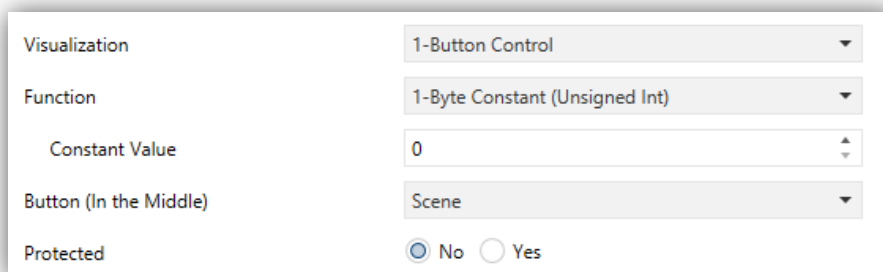 Visualization 1-Button Control
Function 1-Byte Constant (Unsigned Int)
Constant Value 0
Button (In the Middle) Scene
Protected No Yes